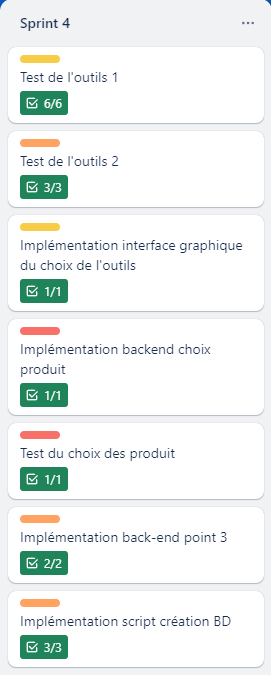 Sprint 4
Test de l'outils 1
6/6
Test de l'outils 2
3/3
Implémentation interface graphique
du choix de l'outils
1/1
Implémentation backend choix
produit
1/1
Test du choix des produit
1/1
Implémentation back-end point 3
2/2
Implémentation script création BD
3/3